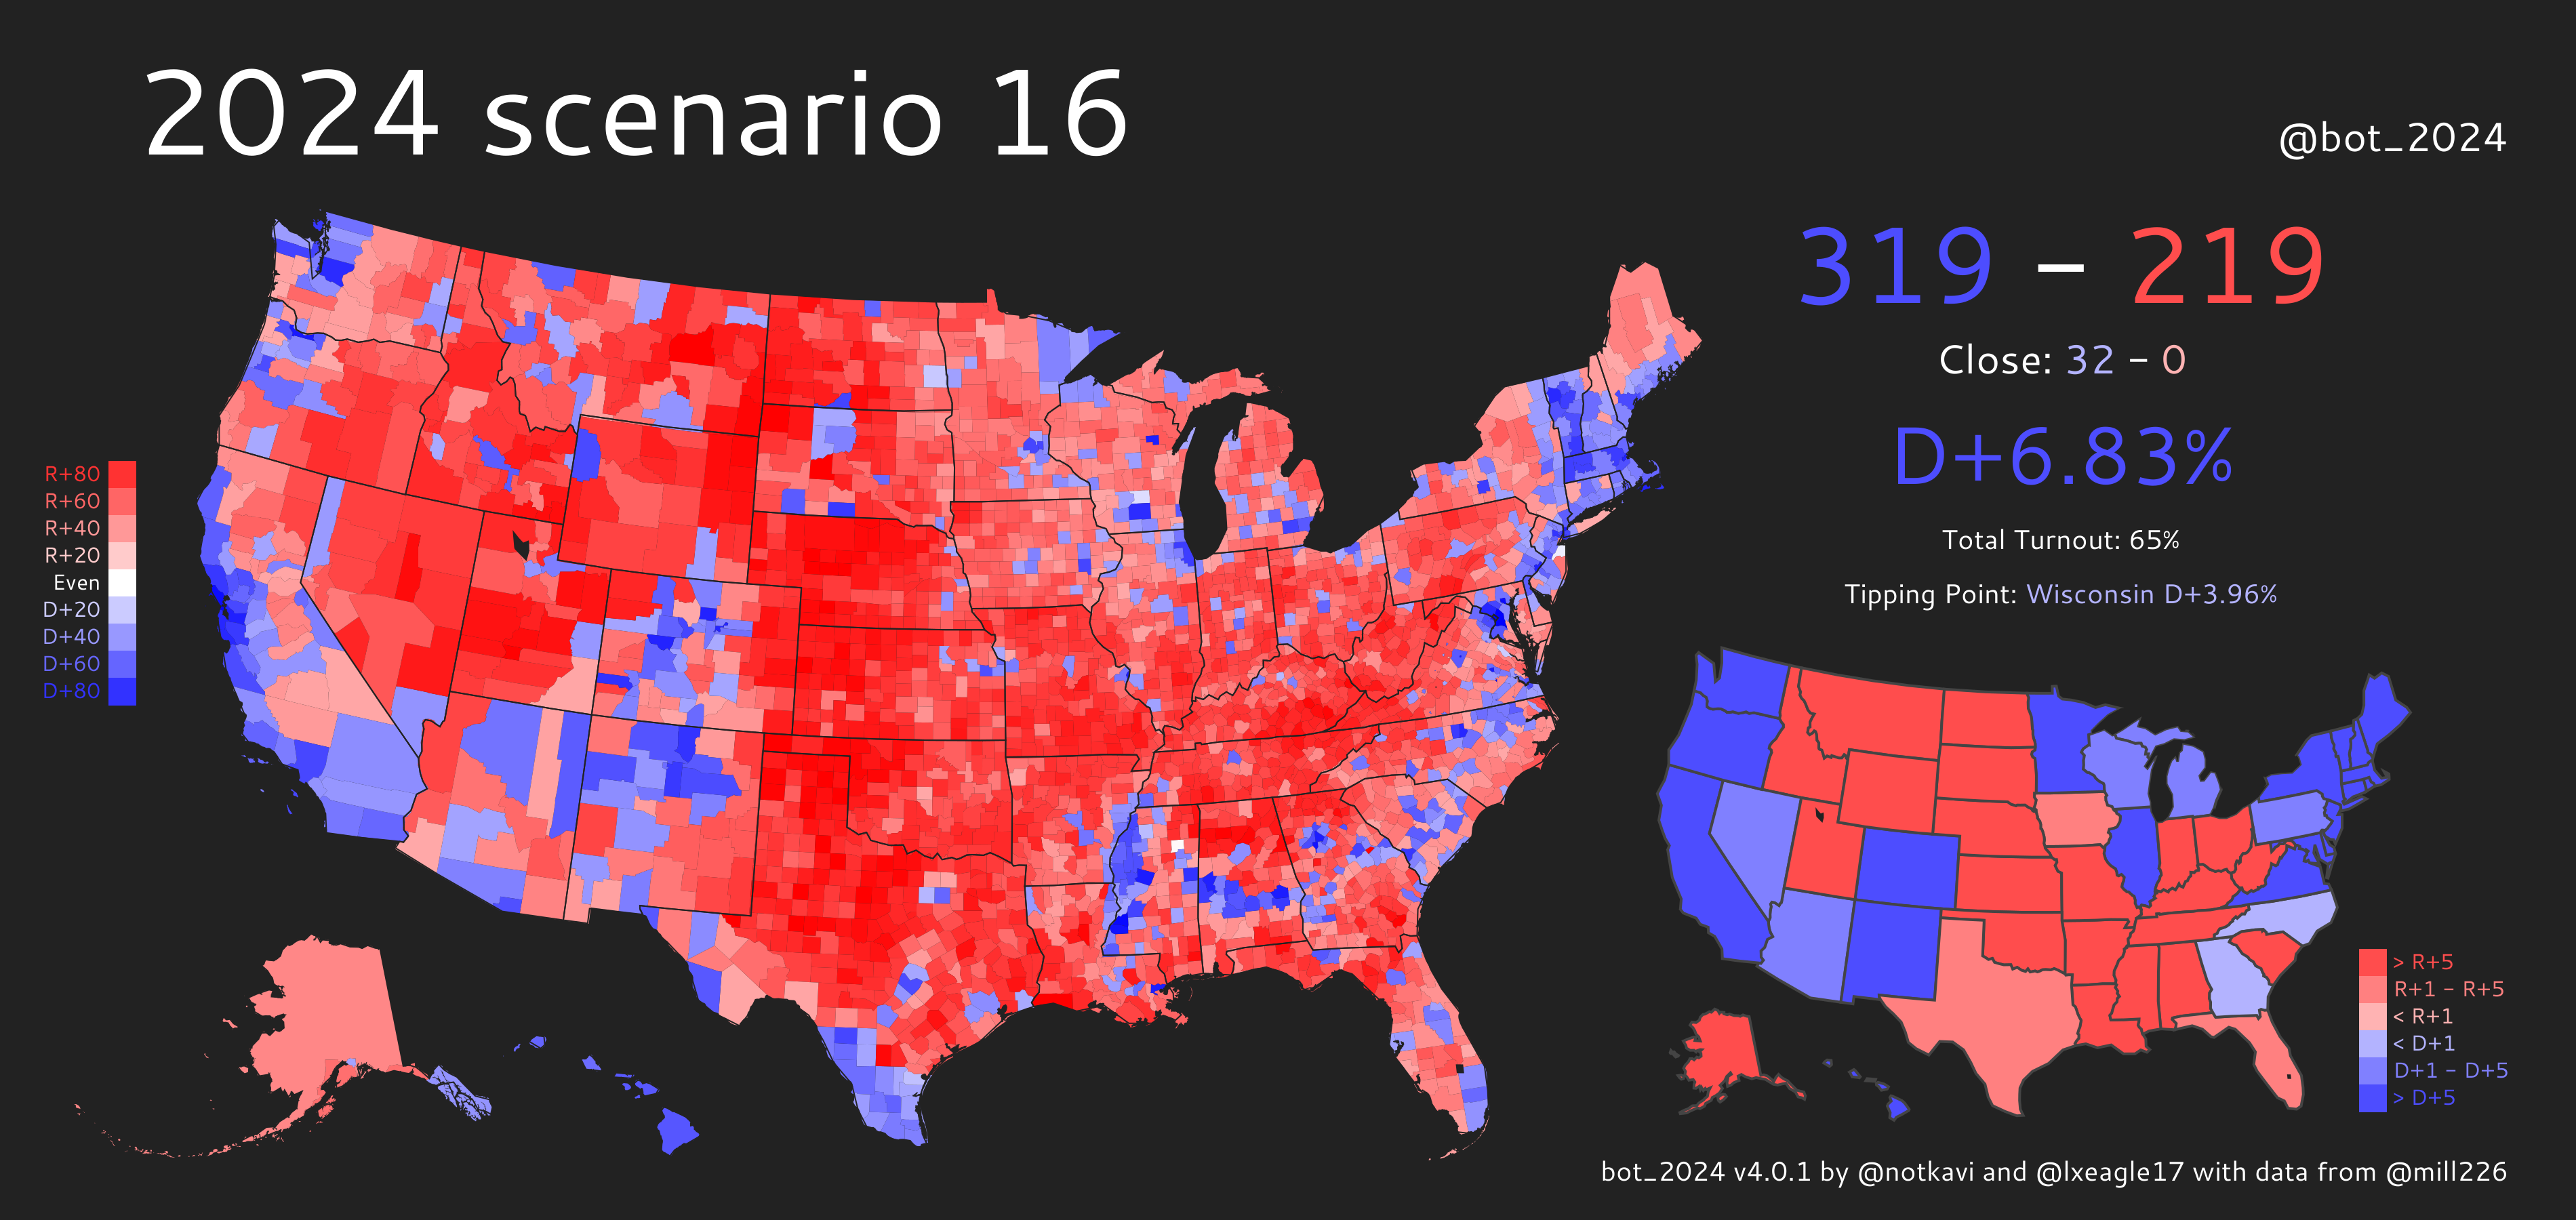 2024 scenario 16
@bot_2024
319 – 219
Close: 32 – 0
D+6.83%
Total Turnout: 65%
Tipping Point: Wisconsin D+3.96%
R+80
R+60
R+40
R+20
Even
D+20
D+40
D+60
D+80
> R+5
R+1 – R+5
< R+1
< D+1
D+1 – D+5
> D+5
bot_2024 v4.0.1 by @notkavi and @lxeagle17 with data from @mill226